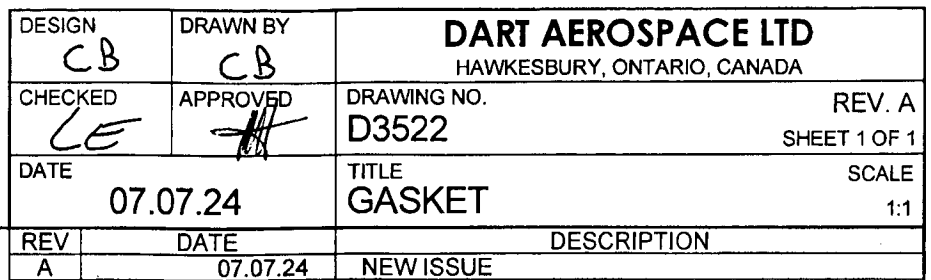 DESIGN
CB
DRAWN BY
CB
DART AEROSPACE LTD
HAWKESBURY, ONTARIO, CANADA
CHECKED
LE
APPROVED
DRAWING NO.
D3522
REV. A
SHEET 1 OF 1
DATE
07.07.24
TITLE
GASKET
SCALE
1:1
REV DATE DESCRIPTION
A 07.07.24 NEW ISSUE